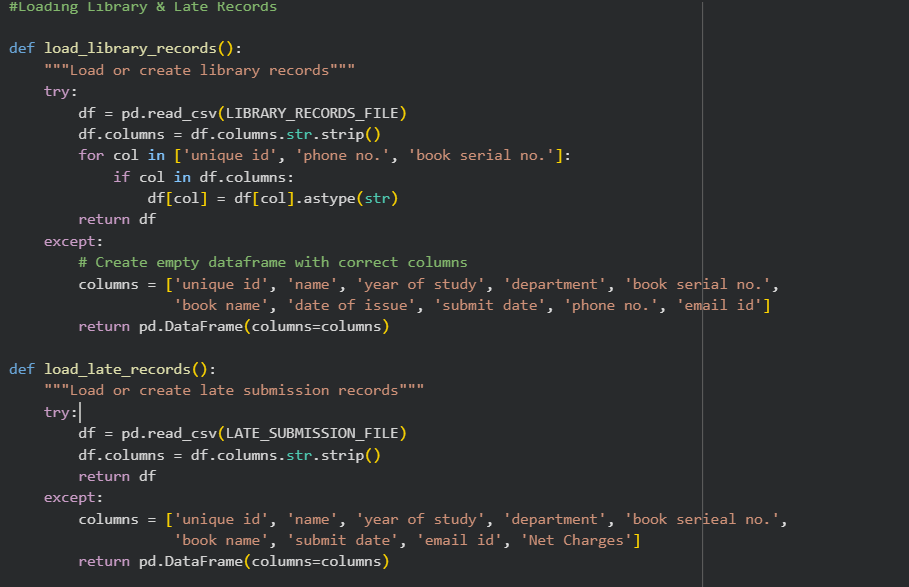 #Loading Library & Late Records
def load_library_records():
"""Load or create library records"""
try:
df = pd.read_csv(LIBRARY_RECORDS_FILE)
df.columns = df.columns.str.strip()
for col in ['unique id', 'phone no.', 'book serial no.']:
if col in df.columns:
df[col] = df[col].astype(str)
return df
except:
# Create empty dataframe with correct columns
columns = ['unique id', 'name', 'year of study', 'department', 'book serial no.',
'book name', 'date of issue', 'submit date', 'phone no.', 'email id']
return pd.DataFrame(columns=columns)
def load_late_records():
"""Load or create late submission records"""
try:
df = pd.read_csv(LATE_SUBMISSION_FILE)
df.columns = df.columns.str.strip()
return df
except:
columns = ['unique id', 'name', 'year of study', 'department', 'book serieal no.',
'book name', 'submit date', 'email id', 'Net Charges']
return pd.DataFrame(columns=columns)